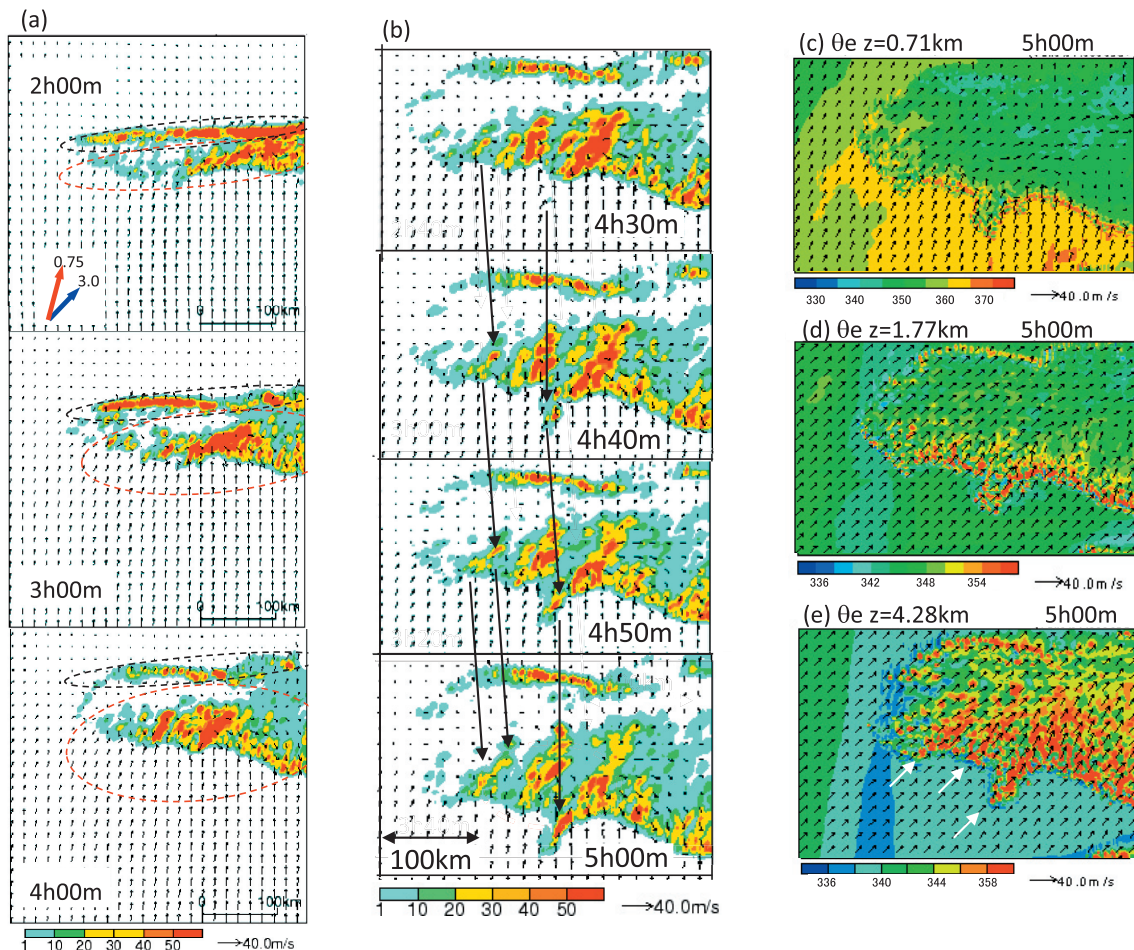 (a)
2h00m
0.75
3.0
0 100km
3h00m
0 100km
4h00m
0 100km
1 10 20 30 40 50
40.0m/s
(b)
4h30m
4h40m
4h50m
100km
5h00m
1 10 20 30 40 50
40.0m/s
(c) θe z=0.71km 5h00m
330 340 350 360 370
40.0m/s
(d) θe z=1.77km 5h00m
336 342 348 354
40.0m/s
(e) θe z=4.28km 5h00m
336 340 344 358
40.0m/s